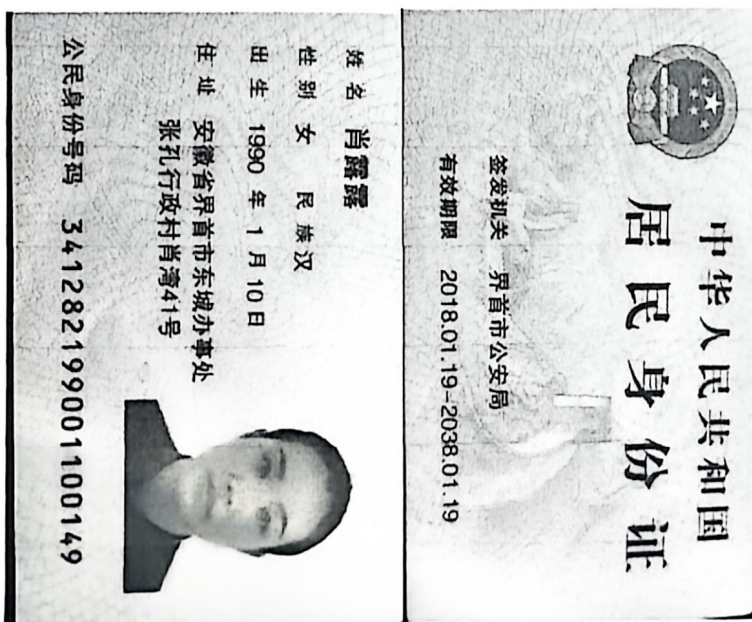 姓名 肖露露
性别 女 民族 汉
出生 1990 年 1 月 10 日
住址 安徽省界首市东城办事处
张孔行政村肖湾41号
公民身份号码 341282199001100149
中华人民共和国
居民身份证
签发机关 界首市公安局
有效期限 2018.01.19-2038.01.19